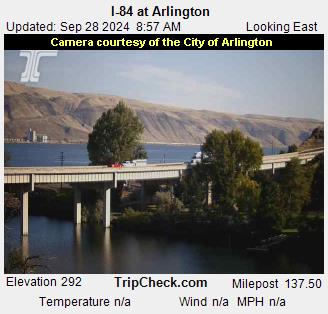 I-84 at Arlington
Updated: Sep 28 2024 8:57 AM Looking East
Camera courtesy of the City of Arlington
Elevation 292 TripCheck.com Milepost 137.50
Temperature n/a Wind n/a MPH n/a